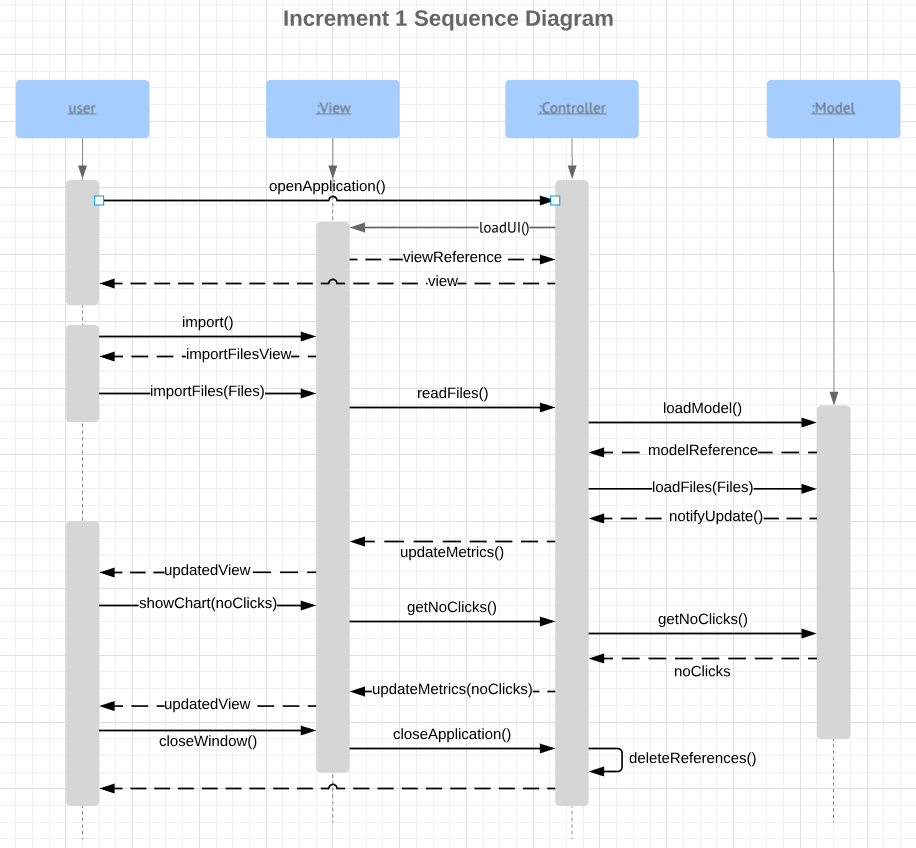 Increment 1 Sequence Diagram
user
:View
:Controller
:Model
openApplication()
loadUI()
viewReference
view
import()
importFilesView
importFiles(Files)
readFiles()
loadModel()
modelReference
loadFiles(Files)
notifyUpdate()
updateMetrics()
updatedView
showChart(noClicks)
getNoClicks()
getNoClicks()
noClicks
updateMetrics(noClicks)
updatedView
closeWindow()
closeApplication()
deleteReferences()